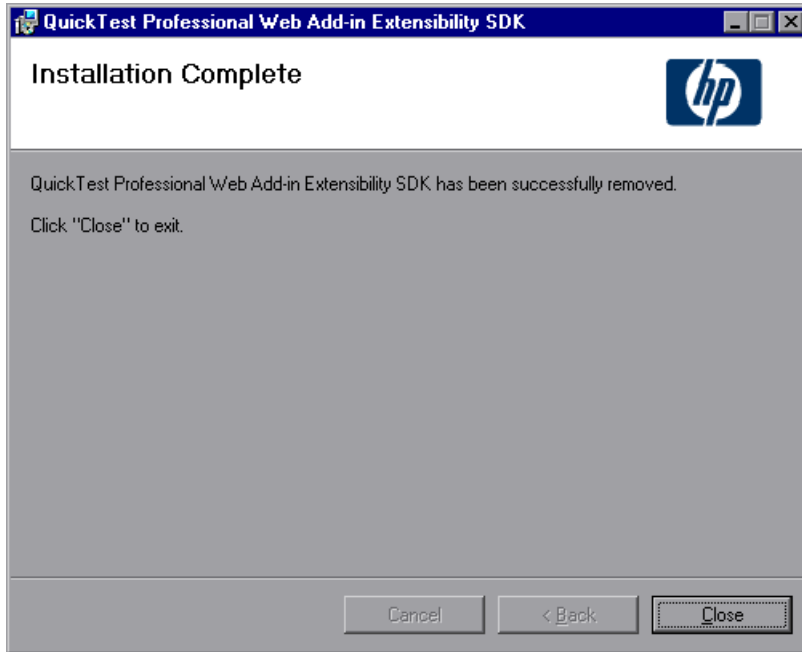 QuickTest Professional Web Add-in Extensibility SDK
Installation Complete
hp
QuickTest Professional Web Add-in Extensibility SDK has been successfully removed.
Click "Close" to exit.
Cancel
< Back
Close